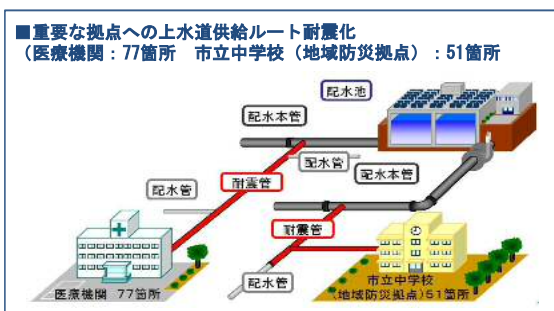 ■重要な拠点への上水道供給ルート耐震化
(医療機関:77箇所 市立中学校(地域防災拠点):51箇所
配水池
配水本管
配水管
配水本管
配水管
耐震管
耐震管
配水管
医療機関 77箇所
市立中学校
(地域防災拠点)51箇所